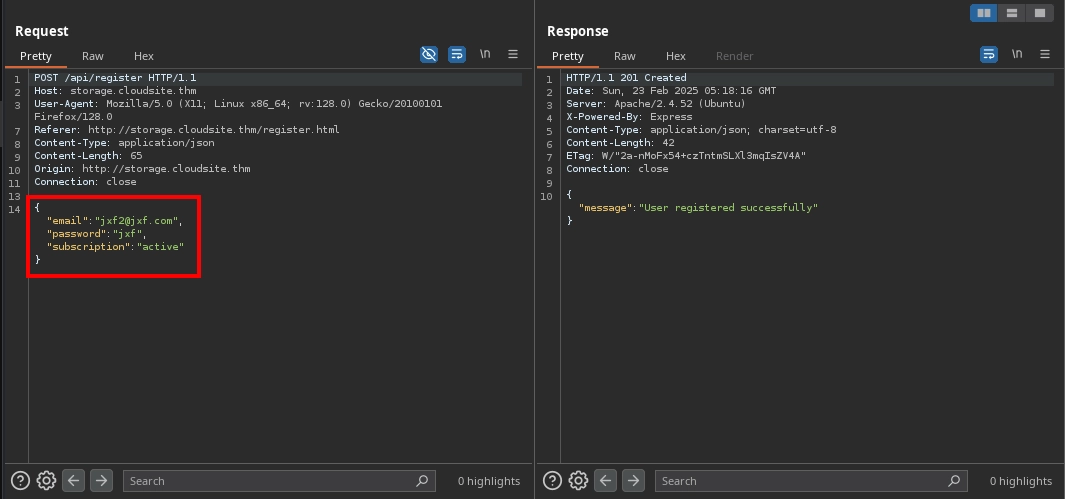 Request
Pretty Raw Hex
\n
1 POST /api/register HTTP/1.1
2 Host: storage.cloudsite.thm
3 User-Agent: Mozilla/5.0 (X11; Linux x86_64; rv:128.0) Gecko/20100101
Firefox/128.0
7 Referer: http://storage.cloudsite.thm/register.html
8 Content-Type: application/json
9 Content-Length: 65
10 Origin: http://storage.cloudsite.thm
11 Connection: close
13
14 {
"email":"jxf2@jxf.com",
"password":"jxf",
"subscription":"active"
}
Search
0 highlights
Response
Pretty Raw Hex Render
\n
1 HTTP/1.1 201 Created
2 Date: Sun, 23 Feb 2025 05:18:16 GMT
3 Server: Apache/2.4.52 (Ubuntu)
4 X-Powered-By: Express
5 Content-Type: application/json; charset=utf-8
6 Content-Length: 42
7 ETag: W/"2a-nMoFx54+czTntmSLXl3mqIsZV4A"
8 Connection: close
9
10 {
"message":"User registered successfully"
}
Search
0 highlights